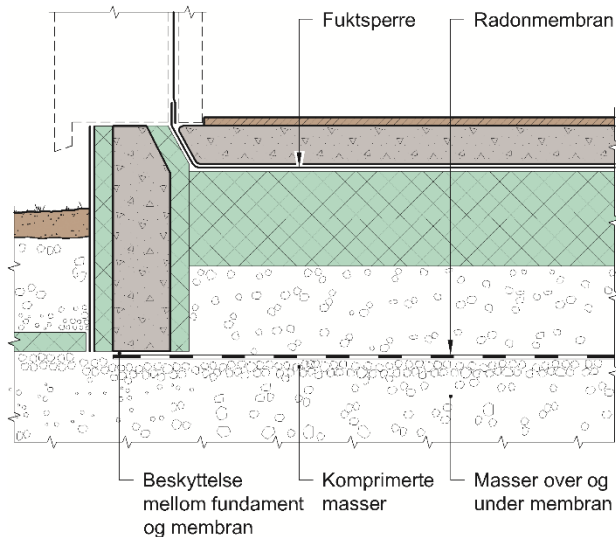 Fuktsperre
Radonmembran
Beskyttelse
mellom fundament
og membran
Komprimerte
masser
Masser over og
under membran